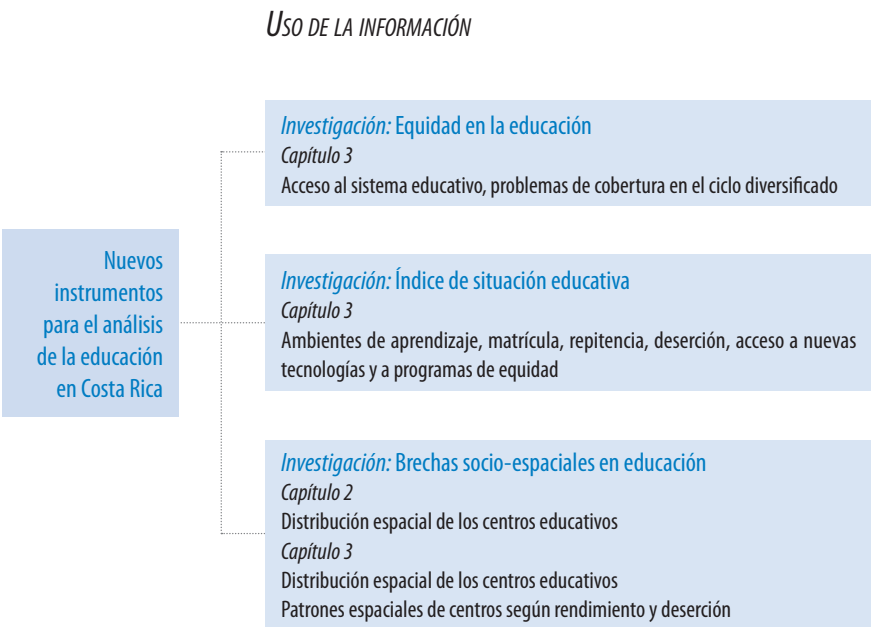 USO DE LA INFORMACIÓN
Investigación: Equidad en la educación
Capítulo 3
Acceso al sistema educativo, problemas de cobertura en el ciclo diversificado
Nuevos
instrumentos
para el análisis
de la educación
en Costa Rica
Investigación: Índice de situación educativa
Capítulo 3
Ambientes de aprendizaje, matrícula, repitencia, deserción, acceso a nuevas
tecnologías y a programas de equidad
Investigación: Brechas socio-espaciales en educación
Capítulo 2
Distribución espacial de los centros educativos
Capítulo 3
Distribución espacial de los centros educativos
Patrones espaciales de centros según rendimiento y deserción